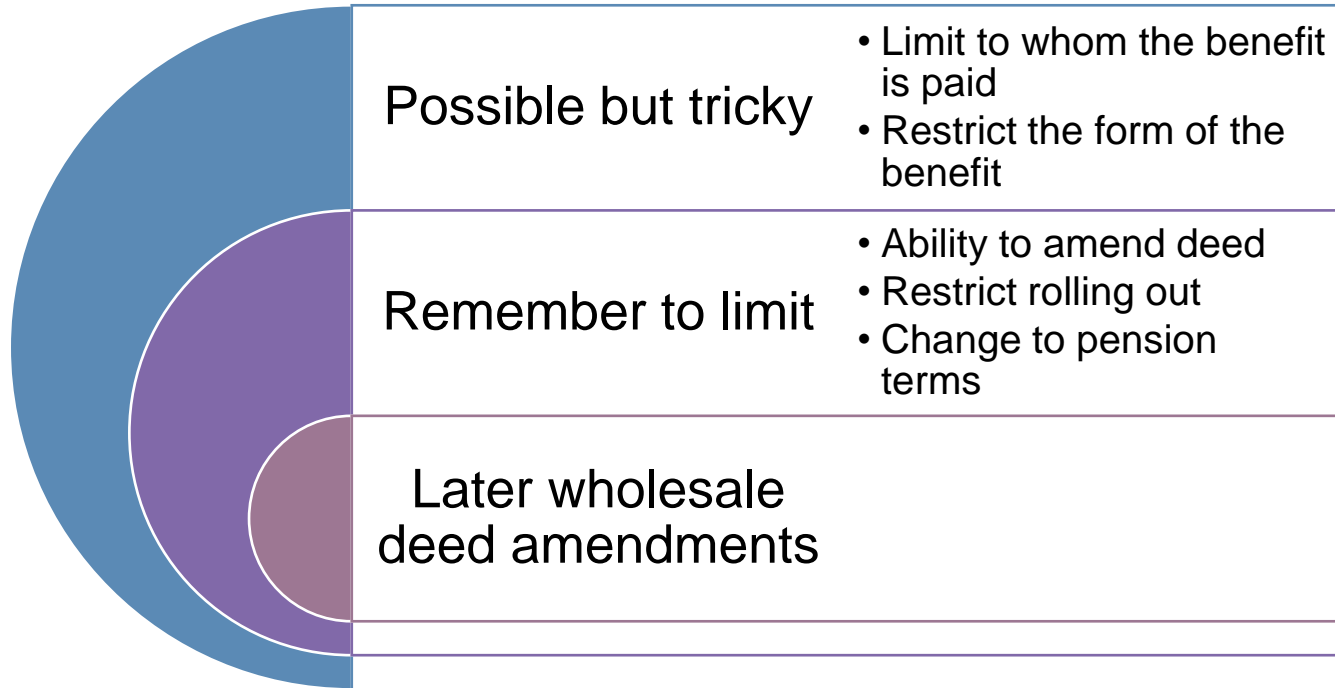 Possible but tricky
• Limit to whom the benefit
is paid
• Restrict the form of the
benefit
Remember to limit
• Ability to amend deed
• Restrict rolling out
• Change to pension
terms
Later wholesale
deed amendments